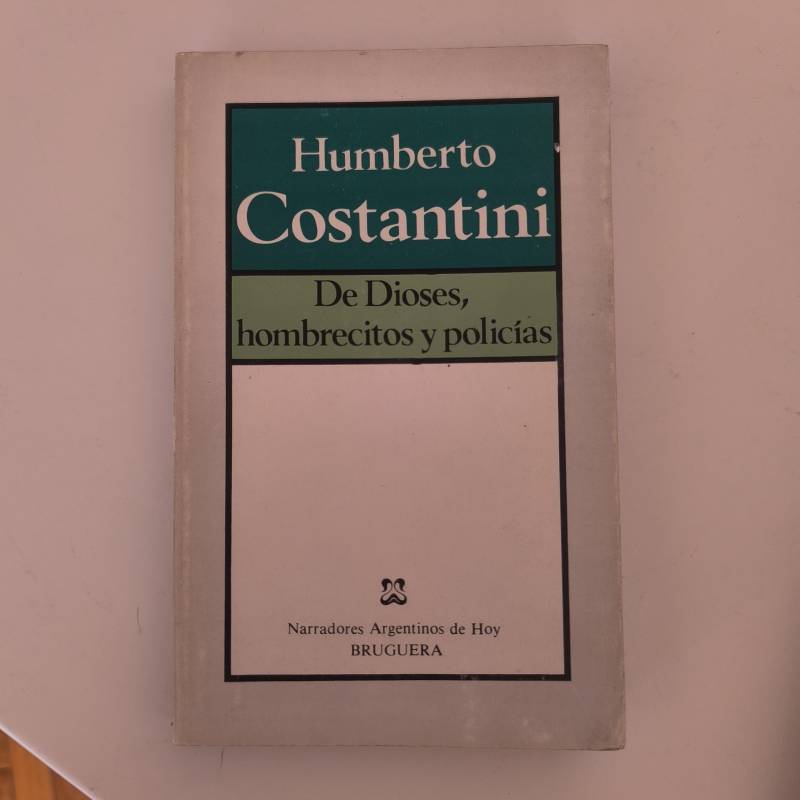 Humberto
Costantini
De Dioses,
hombrecitos y policías
Narradores Argentinos de Hoy
BRUGUERA